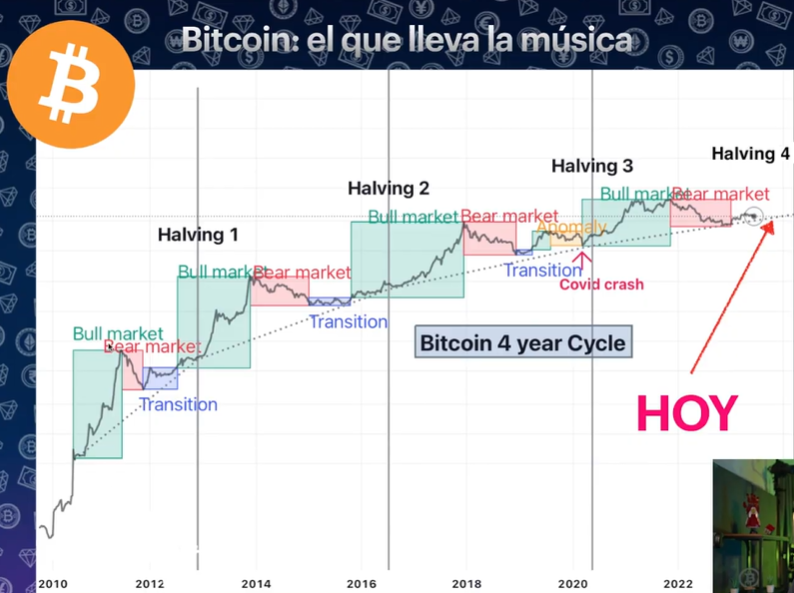 Bitcoin: el que lleva la música
Halving 4
Halving 3
Halving 2
Bull market
Bear market
Bull market
Bear market
Anomaly
Halving 1
Transition
Bull market
Bear market
Covid crash
Transition
Bull market
Bear market
Bitcoin 4 year Cycle
Transition
HOY
2010 2012 2014 2016 2018 2020 2022